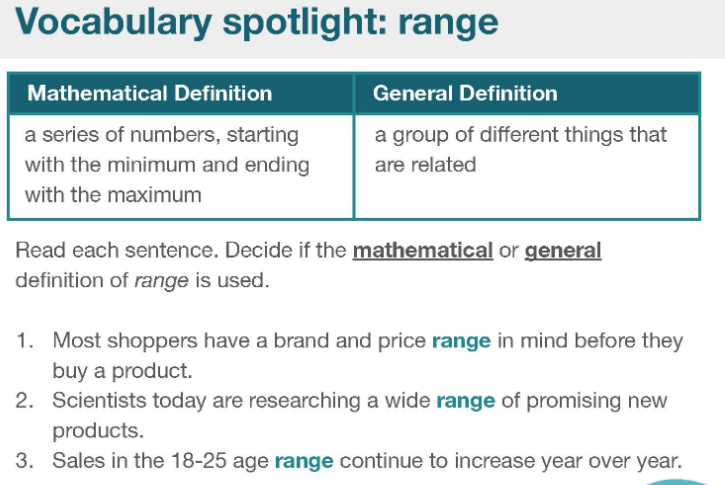 Vocabulary spotlight: range
Mathematical Definition
General Definition
a series of numbers, starting
with the minimum and ending
with the maximum
a group of different things that
are related
Read each sentence. Decide if the mathematical or general
definition of range is used.
1. Most shoppers have a brand and price range in mind before they
buy a product.
2. Scientists today are researching a wide range of promising new
products.
3. Sales in the 18-25 age range continue to increase year over year.